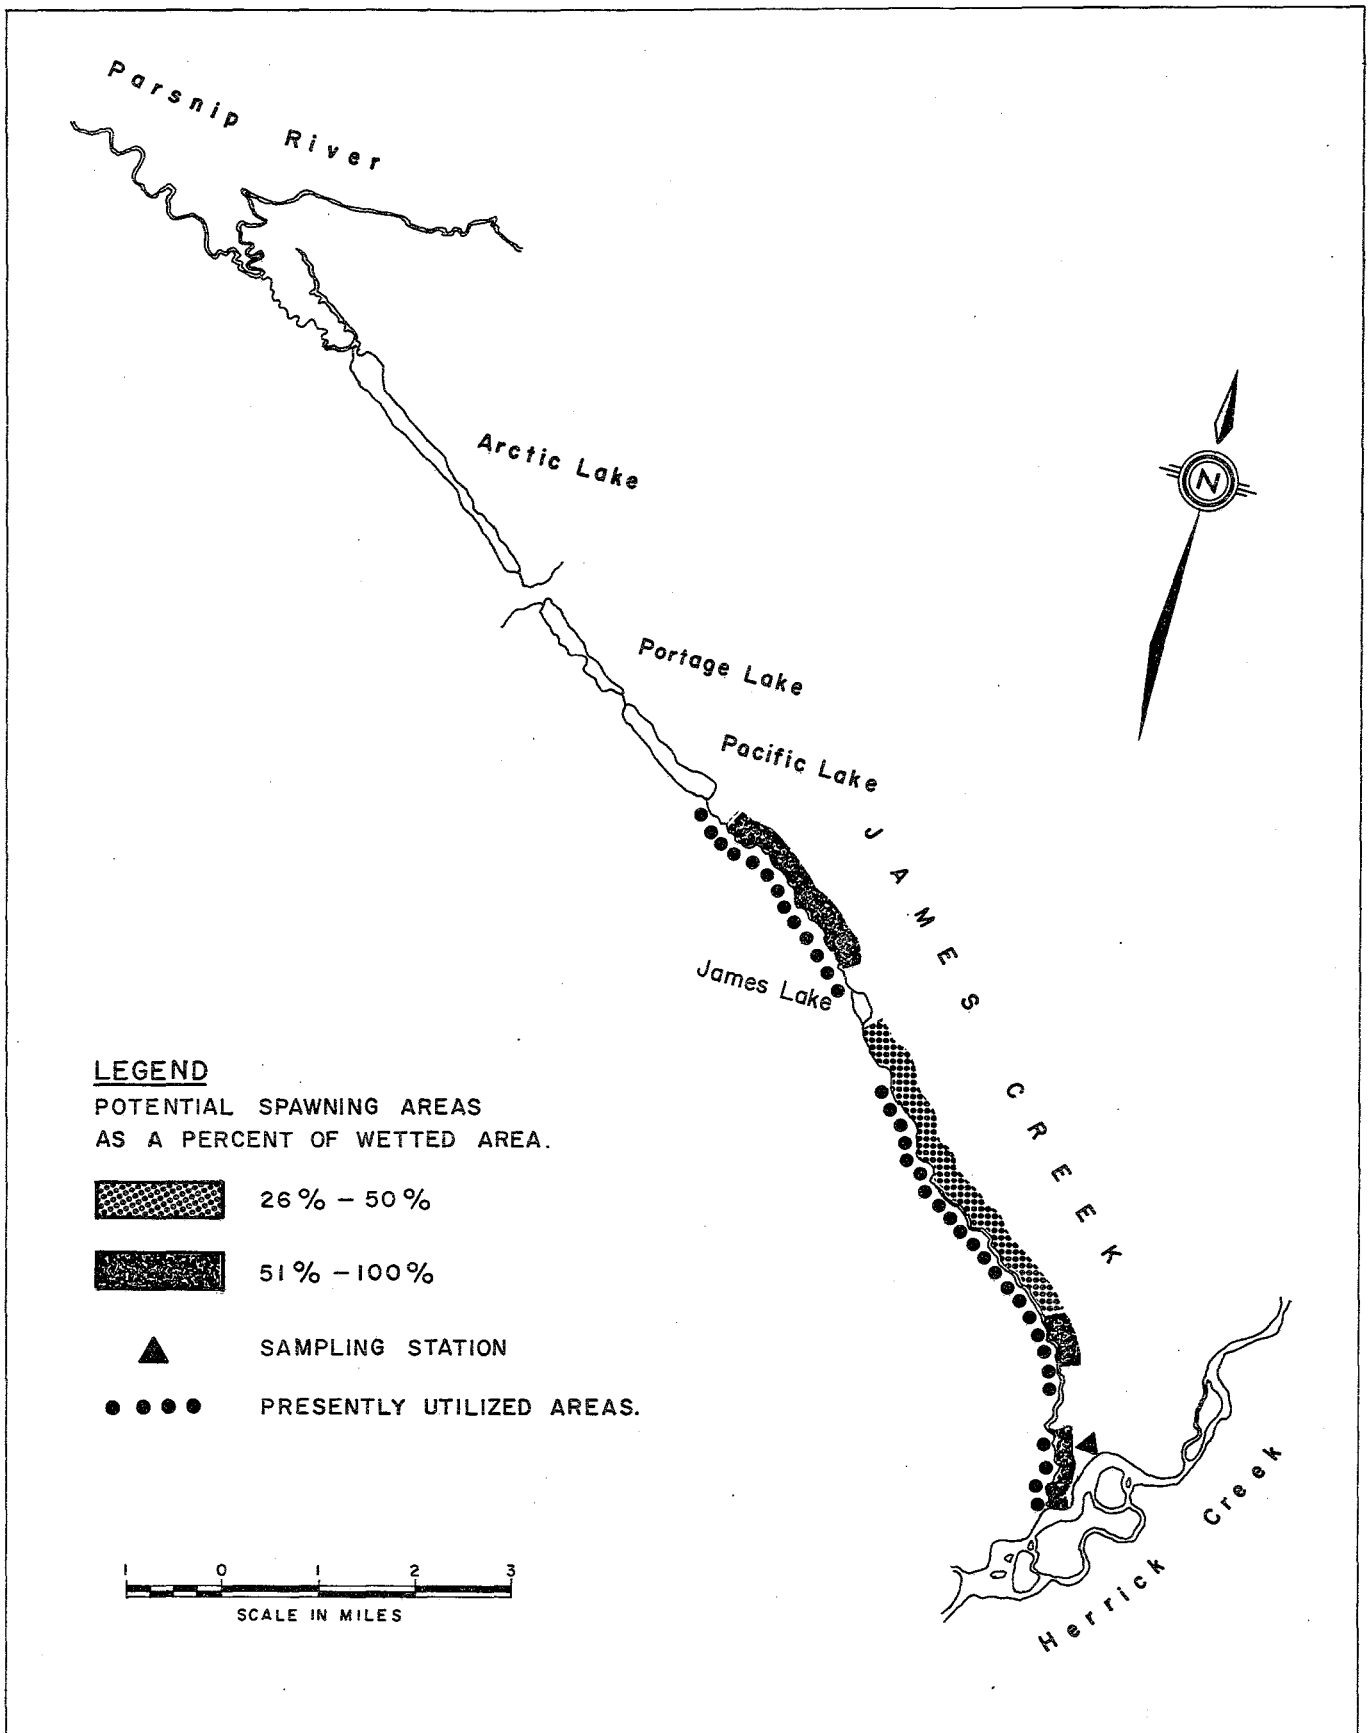 Parsnip River
Arctic Lake
N
Portage Lake
Pacific Lake
JAMES CREEK
James Lake
LEGEND
POTENTIAL SPAWNING AREAS
AS A PERCENT OF WETTED AREA.
26% - 50%
51% - 100%
SAMPLING STATION
PRESENTLY UTILIZED AREAS.
Herrick Creek
1 0 1 2 3
SCALE IN MILES